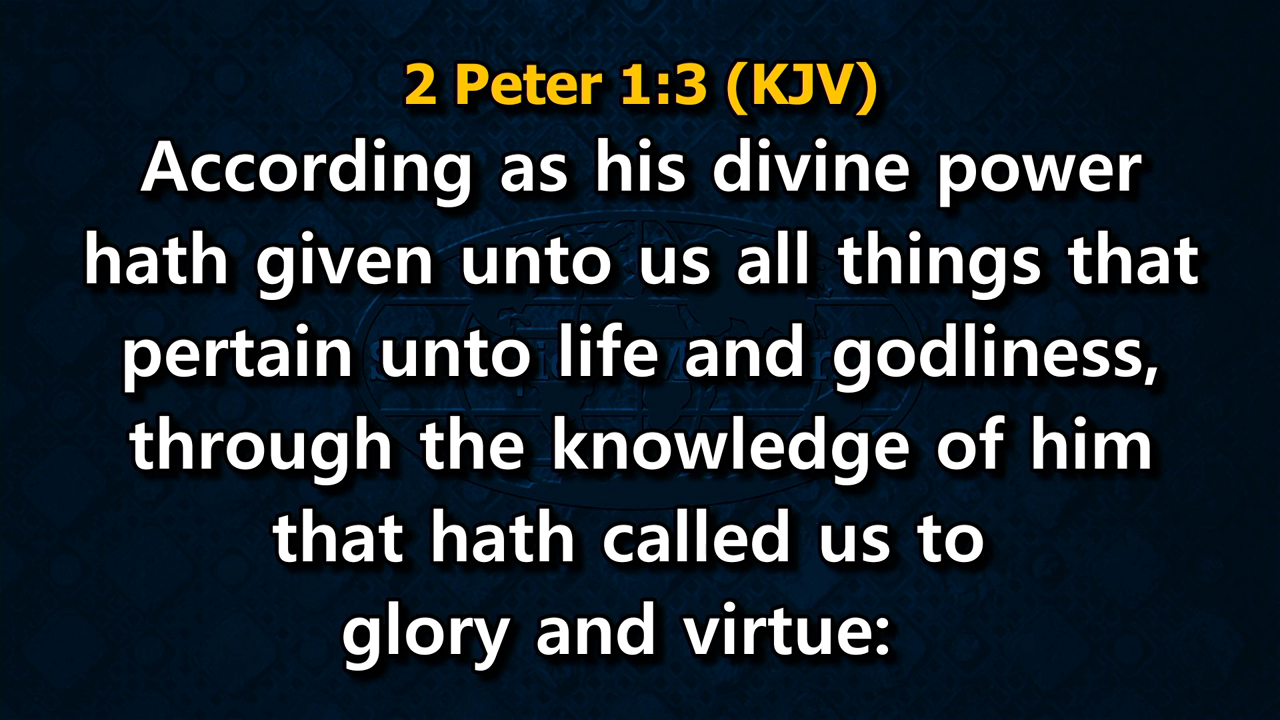 2 Peter 1:3 (KJV)
According as his divine power
hath given unto us all things that
pertain unto life and godliness,
through the knowledge of him
that hath called us to
glory and virtue: